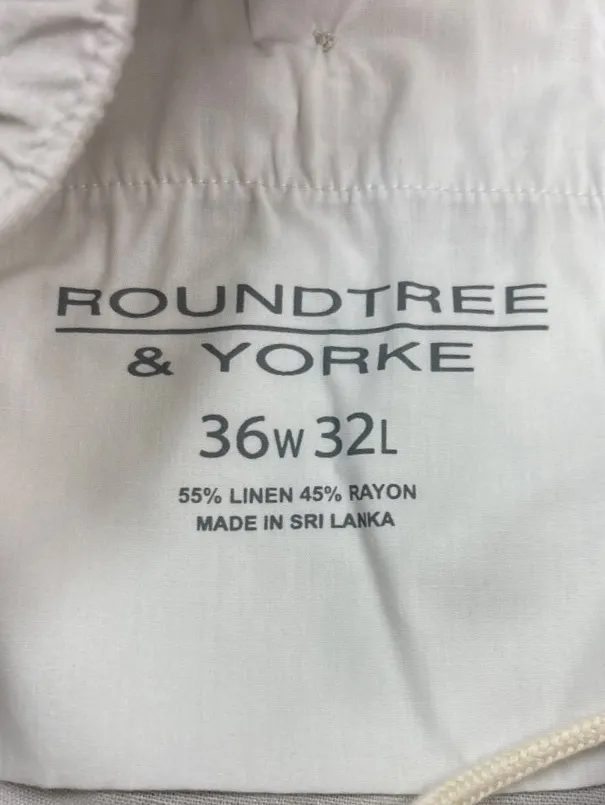 ROUNDTREE
& YORKE
36W 32L
55% LINEN 45% RAYON
MADE IN SRI LANKA